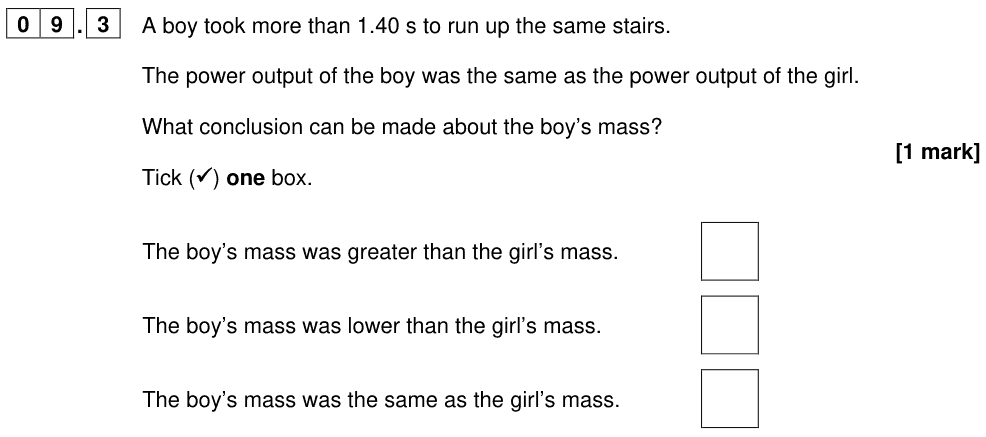 09.3 A boy took more than 1.40 s to run up the same stairs.
The power output of the boy was the same as the power output of the girl.
What conclusion can be made about the boy’s mass?
[1 mark]
Tick (✓) one box.
The boy’s mass was greater than the girl’s mass.
The boy’s mass was lower than the girl’s mass.
The boy’s mass was the same as the girl’s mass.